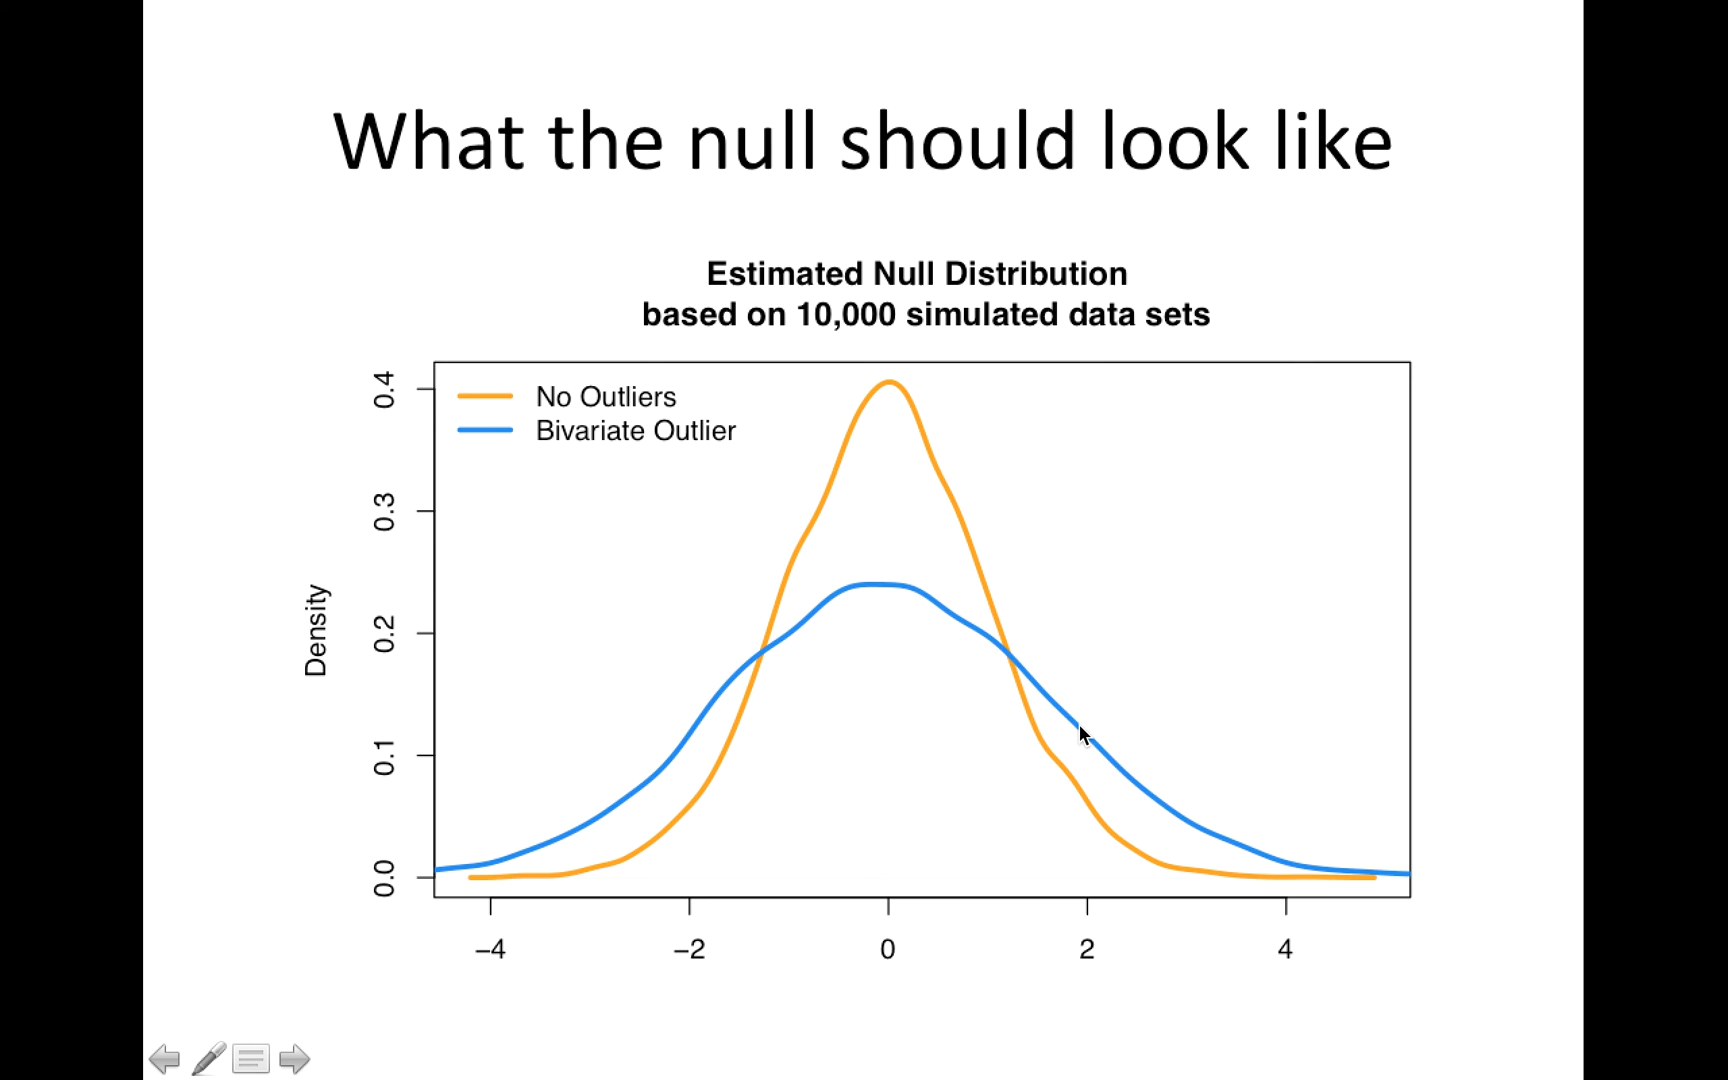 What the null should look like
Estimated Null Distribution
based on 10,000 simulated data sets
No Outliers
Bivariate Outlier
Density
0.4
0.3
0.2
0.1
0.0
−4
−2
0
2
4